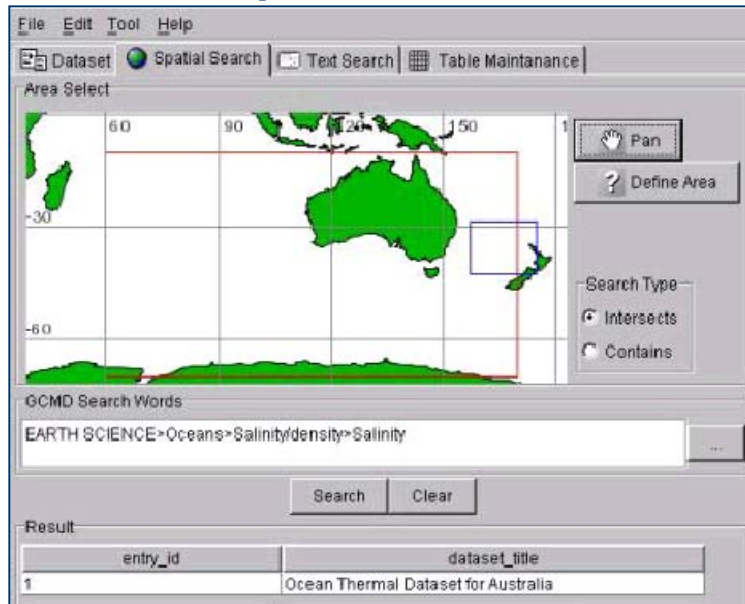 File Edit Tool Help
Dataset Spatial Search Text Search Table Maintanance
Area Select
60 90 120 150 1
-30
-60
Pan
Define Area
Search Type
Intersects
Contains
GCMD Search Words
EARTH SCIENCE>Oceans>Salinity/density>Salinity
...
Search Clear
Result
entry_id dataset_title
1 Ocean Thermal Dataset for Australia